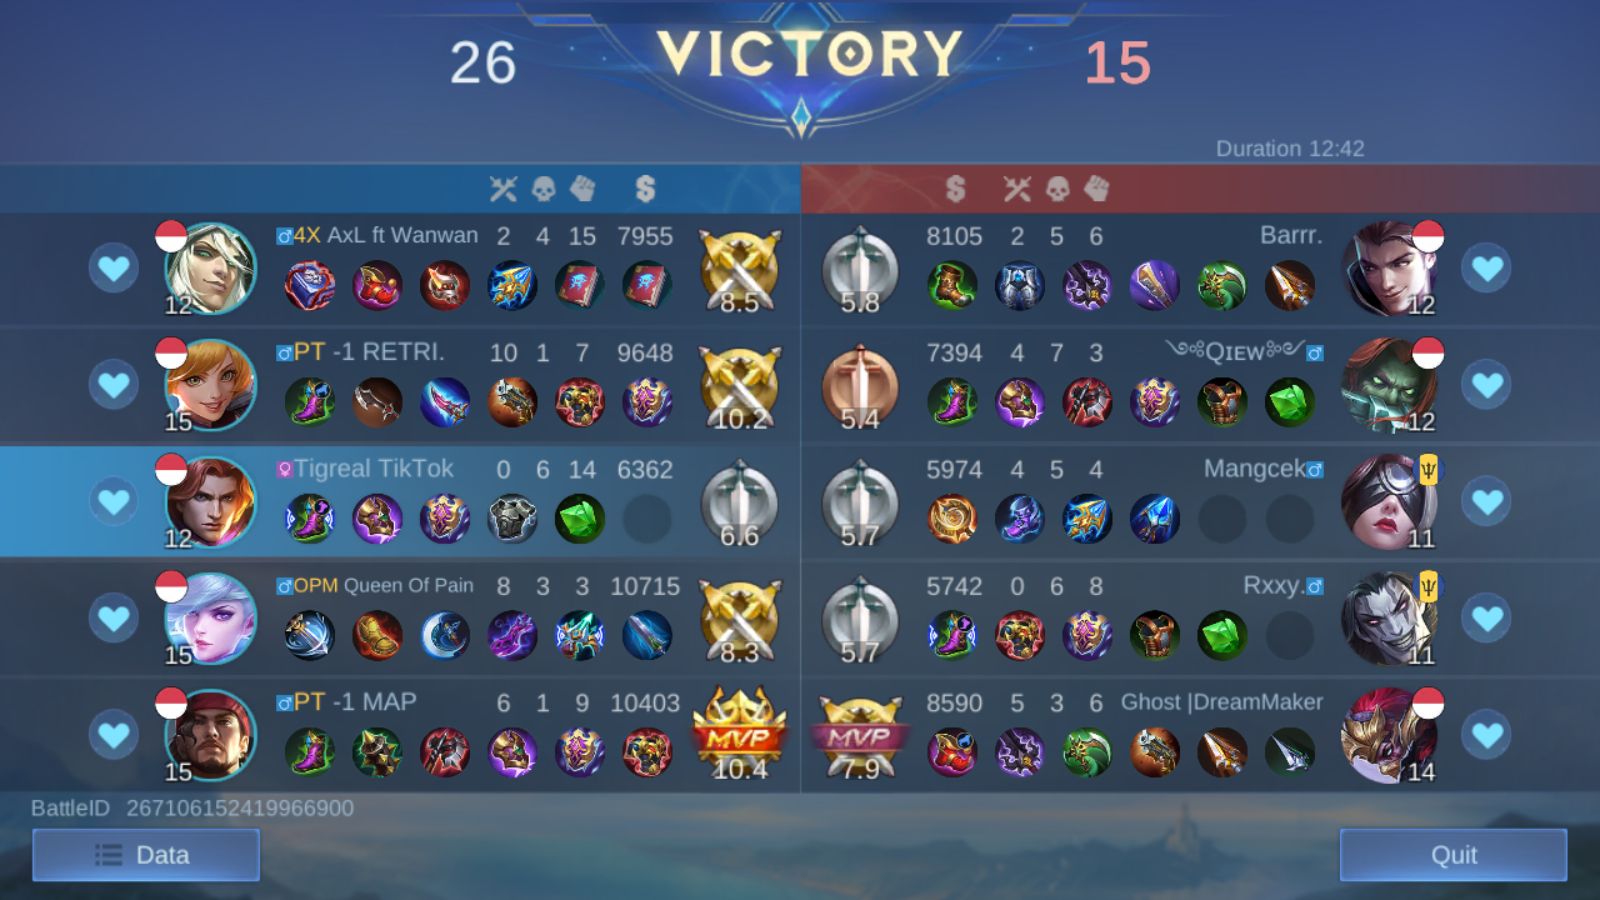 26 VICTORY 15
Duration 12:42
4X AxL ft Wanwan 2 4 15 7955
12 8.5
5.8 8105 2 5 6 Barrr.
12
PT -1 RETRI. 10 1 7 9648
15 10.2
5.4 7394 4 7 3 Qɪᴇᴡ
12
Tigreal TikTok 0 6 14 6362
12 6.6
5.7 5974 4 5 4 Mangcek
11
OPM Queen Of Pain 8 3 3 10715
15 8.3
5.7 5742 0 6 8 Rxxy.
11
PT -1 MAP 6 1 9 10403
15 MVP 10.4
MVP 7.9 8590 5 3 6 Ghost |DreamMaker
14
BattleID 267106152419966900
Data
Quit